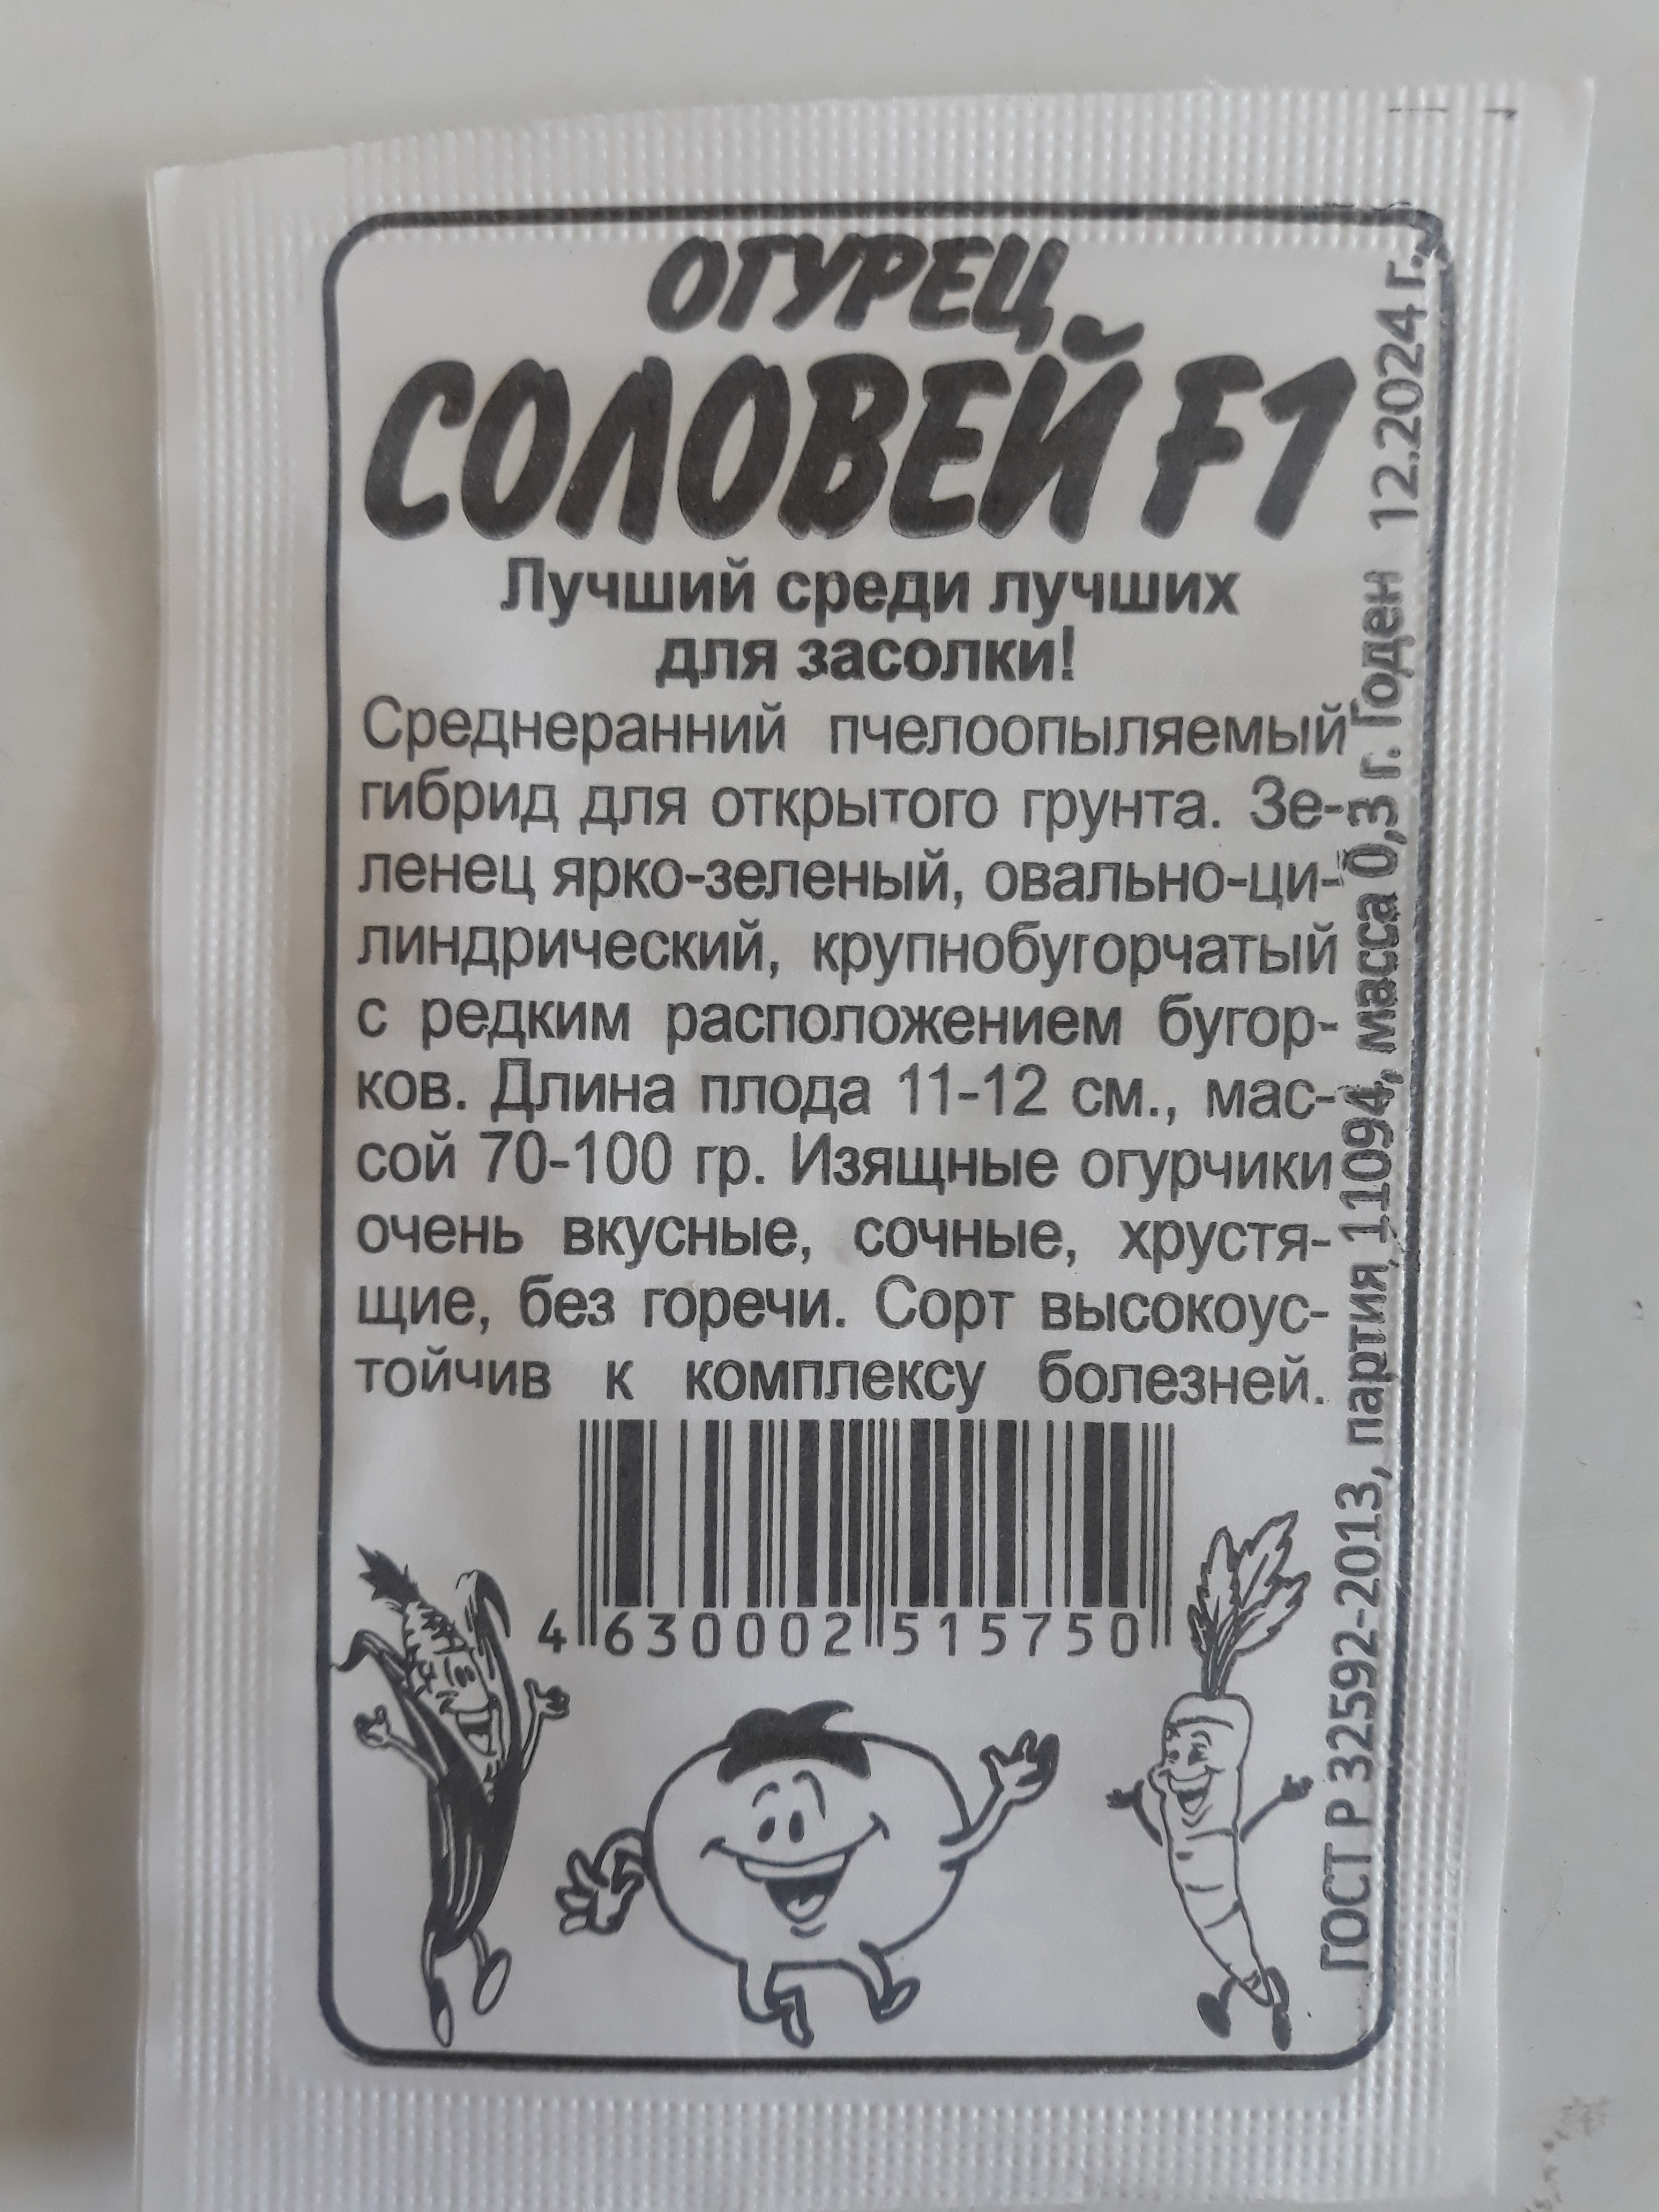 ОГУРЕЦ
СОЛОВЕЙ F1
Лучший среди лучших
для засолки!
Среднеранний пчелоопыляемый
гибрид для открытого грунта. Зе-
ленец ярко-зеленый, овально-ци-
линдрический, крупнобугорчатый
с редким расположением бугор-
ков. Длина плода 11-12 см., мас-
сой 70-100 гр. Изящные огурчики
очень вкусные, сочные, хрустя-
щие, без горечи. Сорт высокоус-
тойчив к комплексу болезней.
4 630002 515750
ГОСТ Р 32592-2013, партия 11094, масса 0,3 г. Годен 12.2024 г.